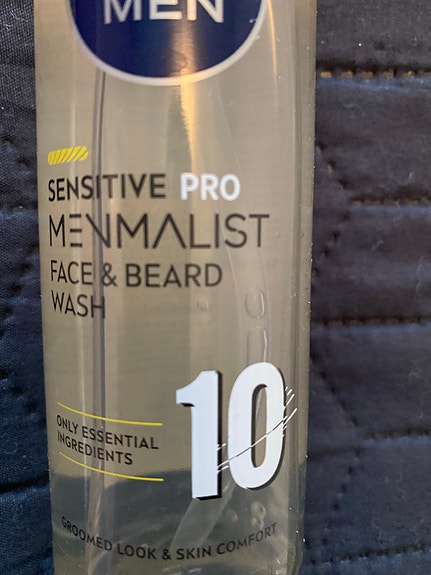 MEN
SENSITIVE PRO
MENMALIST
FACE & BEARD
WASH
10
ONLY ESSENTIAL
INGREDIENTS
GROOMED LOOK & SKIN COMFORT